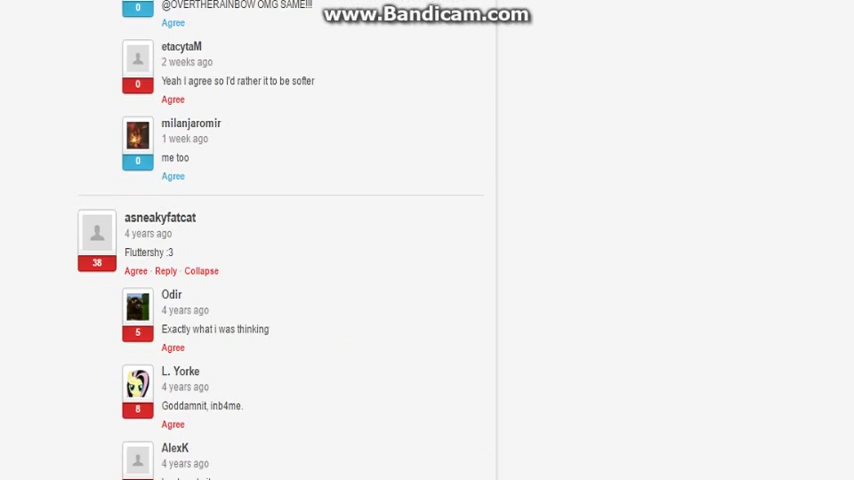 www.Bandicam.com
@OVERTHERAINBOW OMG SAME!!!
0
Agree
etacytaM
2 weeks ago
Yeah I agree so I'd rather it to be softer
0
Agree
milanjaromir
1 week ago
me too
0
Agree
asneakyfatcat
4 years ago
Fluttershy :3
38
Agree · Reply · Collapse
Odir
4 years ago
Exactly what i was thinking
5
Agree
L. Yorke
4 years ago
Goddamnit, inb4me.
8
Agree
AlexK
4 years ago